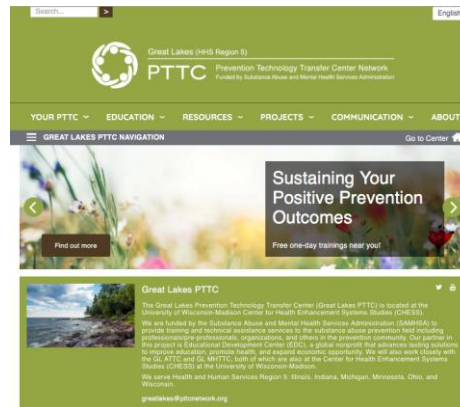 Search... >
English
Great Lakes (HHS Region 5)
PTTC
Prevention Technology Transfer Center Network
Funded by Substance Abuse and Mental Health Services Administration
YOUR PTTC EDUCATION RESOURCES PROJECTS COMMUNICATION ABOUT
GREAT LAKES PTTC NAVIGATION
Go to Center
Sustaining Your
Positive Prevention
Outcomes
Find out more
Free one-day trainings near you!
Great Lakes PTTC
The Great Lakes Prevention Technology Transfer Center (Great Lakes PTTC) is located at the
University of Wisconsin-Madison Center for Health Enhancement Systems Studies (CHESS).
We are funded by the Substance Abuse and Mental Health Services Administration (SAMHSA) to
provide training and technical assistance services to the substance abuse prevention field including
professionals/pre-professionals, organizations, and others in the prevention community. Our partner in
this project is Educational Development Center (EDC), a global nonprofit that advances lasting solutions
to improve education, promote health, and expand economic opportunity. We will also work closely with
the GL ATTC and GL MHTTC, both of which are also at the Center for Health Enhancement Systems
Studies (CHESS) at the University of Wisconsin-Madison.
We serve Health and Human Services Region 5: Illinois, Indiana, Michigan, Minnesota, Ohio, and
Wisconsin.
greatlakes@pttcnetwork.org